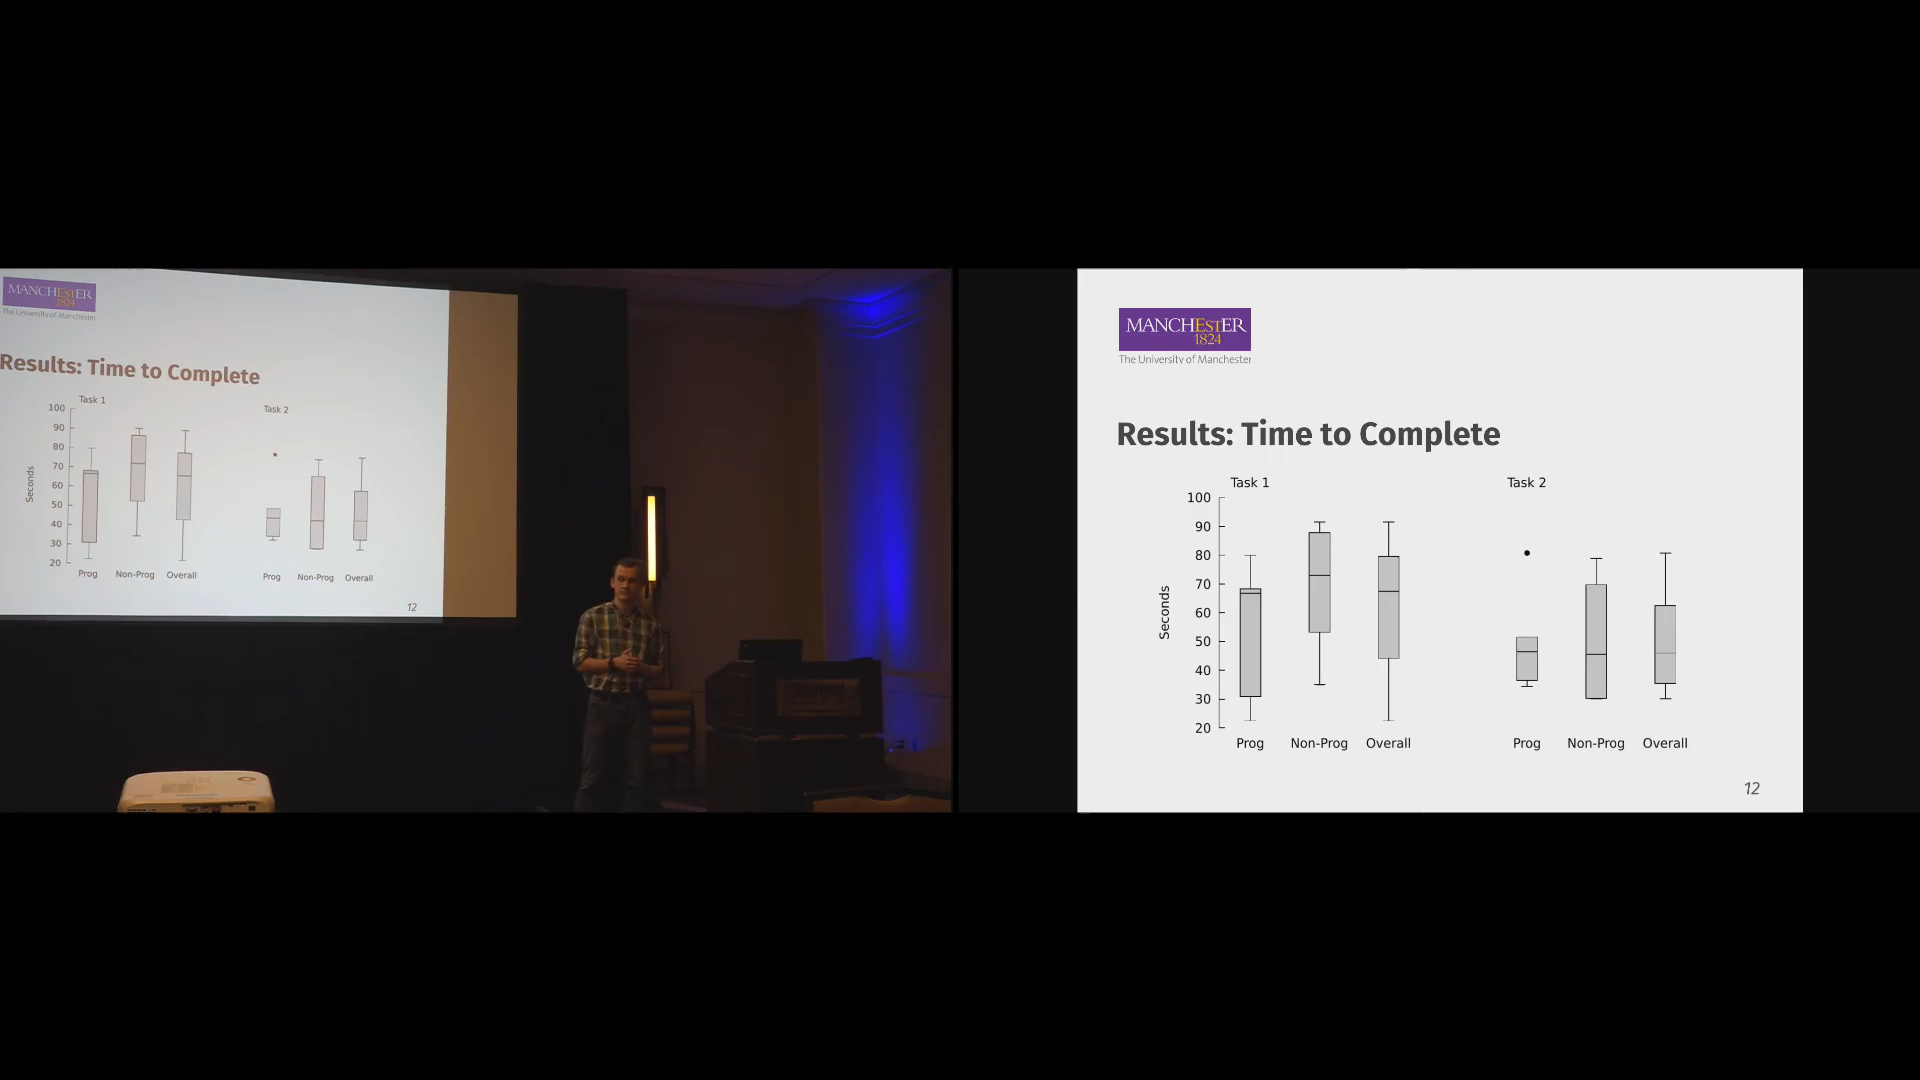 MANCHESTER
1824
The University of Manchester
Results: Time to Complete
Task 1
Task 2
100
90
80
70
60
50
40
30
20
Seconds
Prog
Non-Prog
Overall
Prog
Non-Prog
Overall
12
MANCHESTER
1824
The University of Manchester
Results: Time to Complete
Task 1
Task 2
100
90
80
70
60
50
40
30
20
Seconds
Prog
Non-Prog
Overall
Prog
Non-Prog
Overall
12